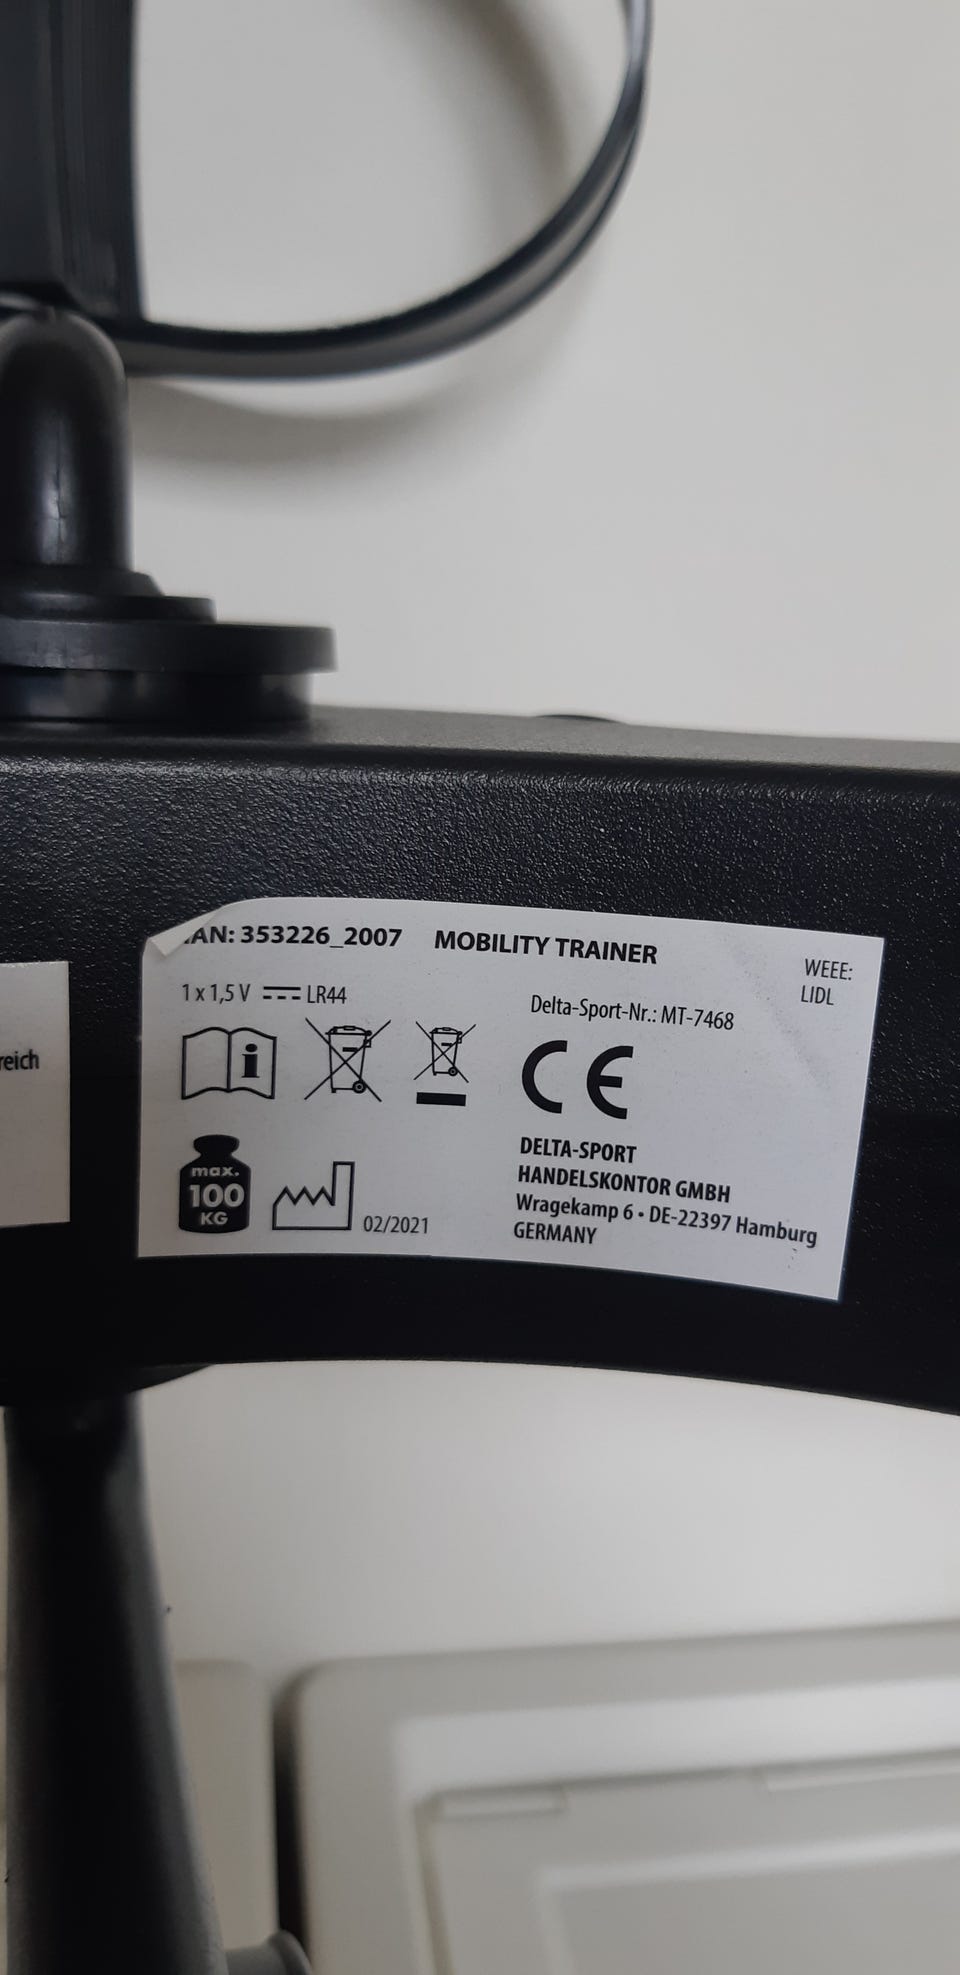 IAN: 353226_2007 MOBILITY TRAINER
WEEE:
LIDL
1 x 1,5 V LR44
Delta-Sport-Nr.: MT-7468
i
CE
max.
100
KG
02/2021
DELTA-SPORT
HANDELSKONTOR GMBH
Wragekamp 6 • DE-22397 Hamburg
GERMANY
reich